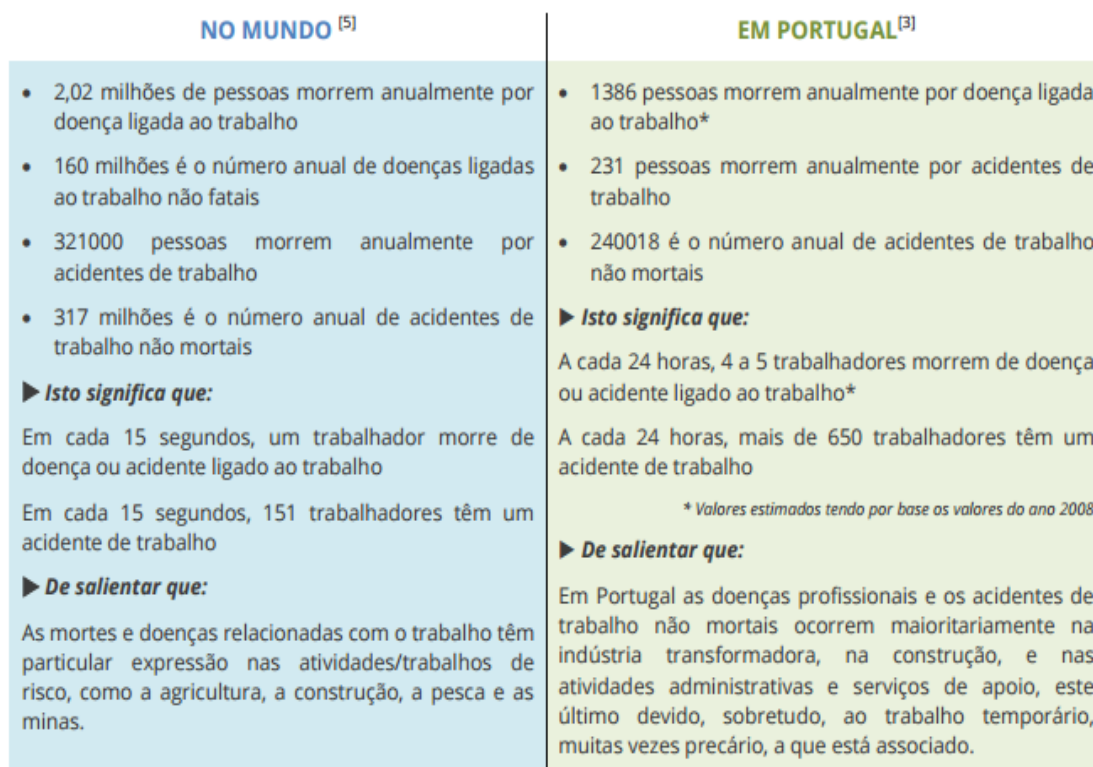 NO MUNDO [5]
• 2,02 milhões de pessoas morrem anualmente por
doença ligada ao trabalho
• 160 milhões é o número anual de doenças ligadas
ao trabalho não fatais
• 321000 pessoas morrem anualmente por
acidentes de trabalho
• 317 milhões é o número anual de acidentes de
trabalho não mortais
▶ Isto significa que:
Em cada 15 segundos, um trabalhador morre de
doença ou acidente ligado ao trabalho
Em cada 15 segundos, 151 trabalhadores têm um
acidente de trabalho
▶ De salientar que:
As mortes e doenças relacionadas com o trabalho têm
particular expressão nas atividades/trabalhos de
risco, como a agricultura, a construção, a pesca e as
minas.
EM PORTUGAL[3]
• 1386 pessoas morrem anualmente por doença ligada
ao trabalho*
• 231 pessoas morrem anualmente por acidentes de
trabalho
• 240018 é o número anual de acidentes de trabalho
não mortais
▶ Isto significa que:
A cada 24 horas, 4 a 5 trabalhadores morrem de doença
ou acidente ligado ao trabalho*
A cada 24 horas, mais de 650 trabalhadores têm um
acidente de trabalho
* Valores estimados tendo por base os valores do ano 2008
▶ De salientar que:
Em Portugal as doenças profissionais e os acidentes de
trabalho não mortais ocorrem maioritariamente na
indústria transformadora, na construção, e nas
atividades administrativas e serviços de apoio, este
último devido, sobretudo, ao trabalho temporário,
muitas vezes precário, a que está associado.